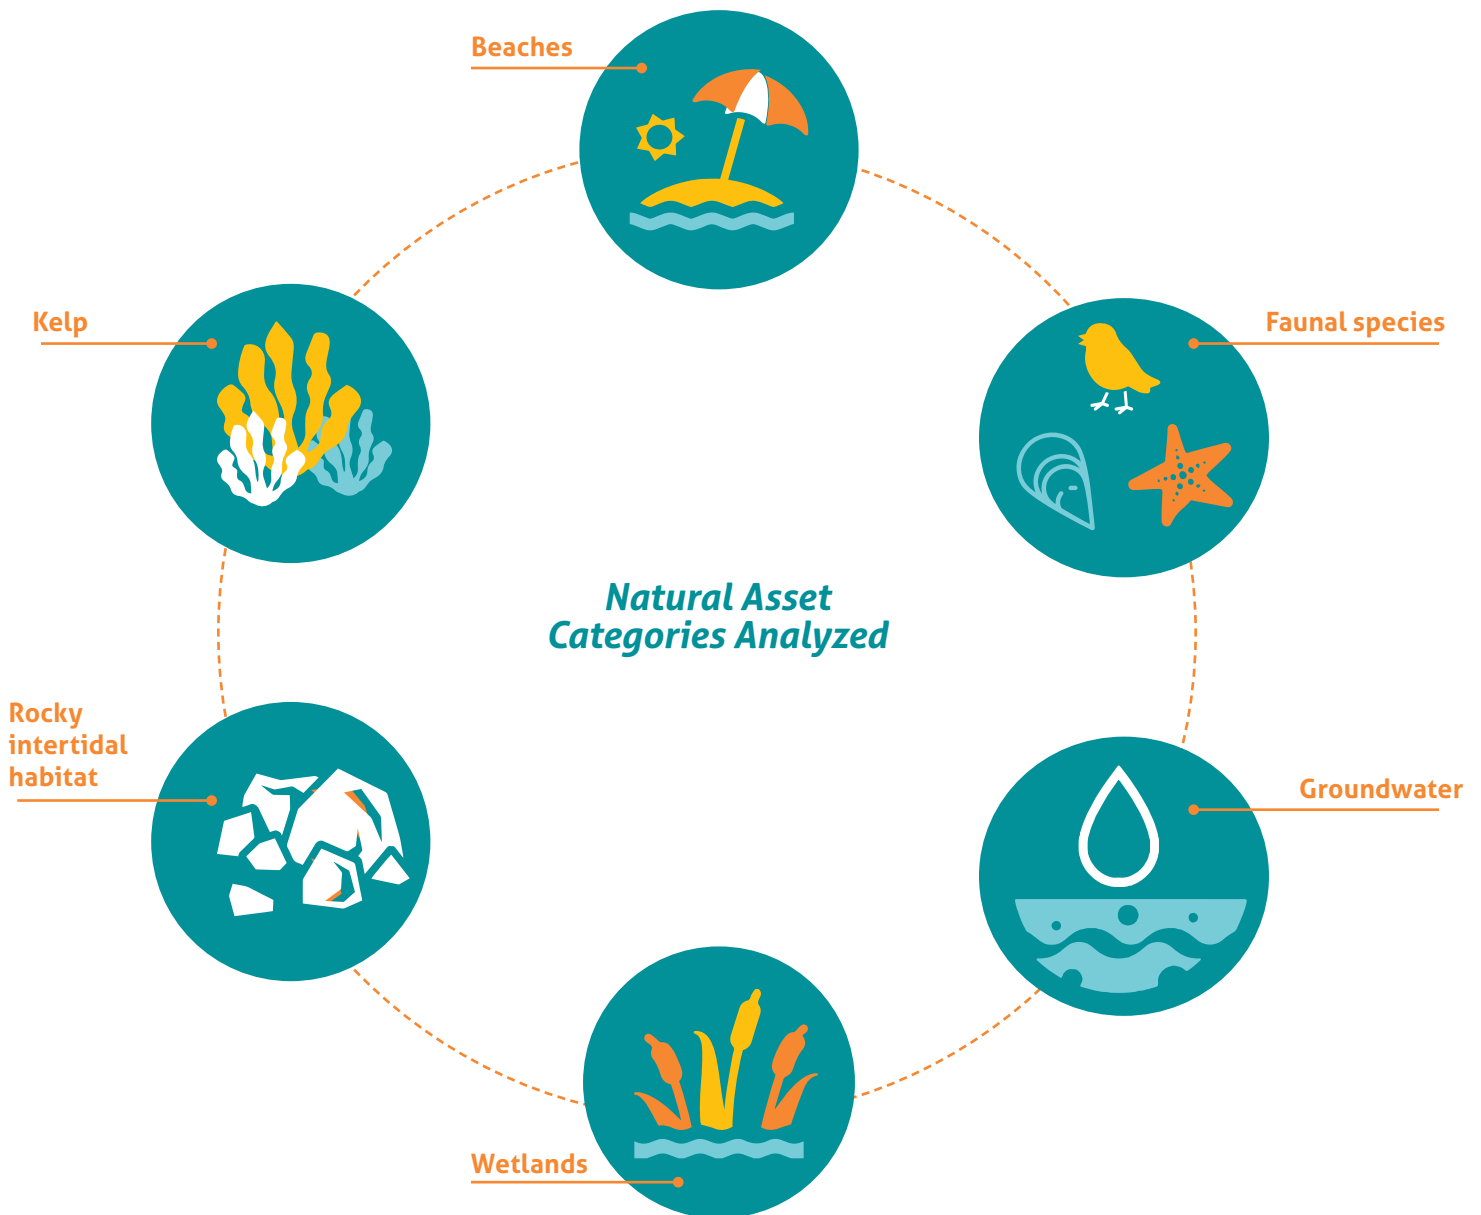 Beaches
Kelp
Faunal species
Natural Asset
Categories Analyzed
Rocky
intertidal
habitat
Groundwater
Wetlands